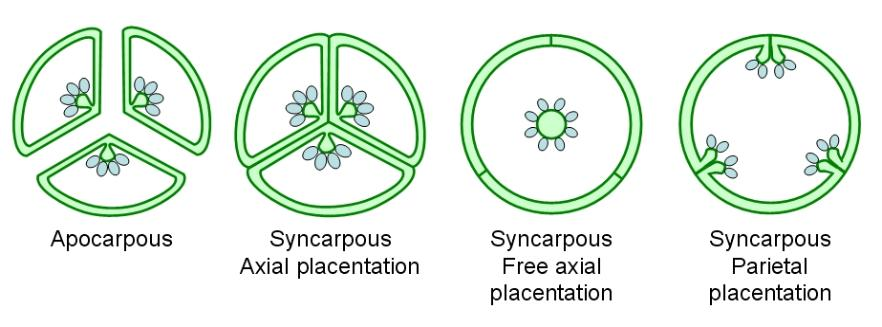 Apocarpous
Syncarpous
Axial placentation
Syncarpous
Free axial
placentation
Syncarpous
Parietal
placentation